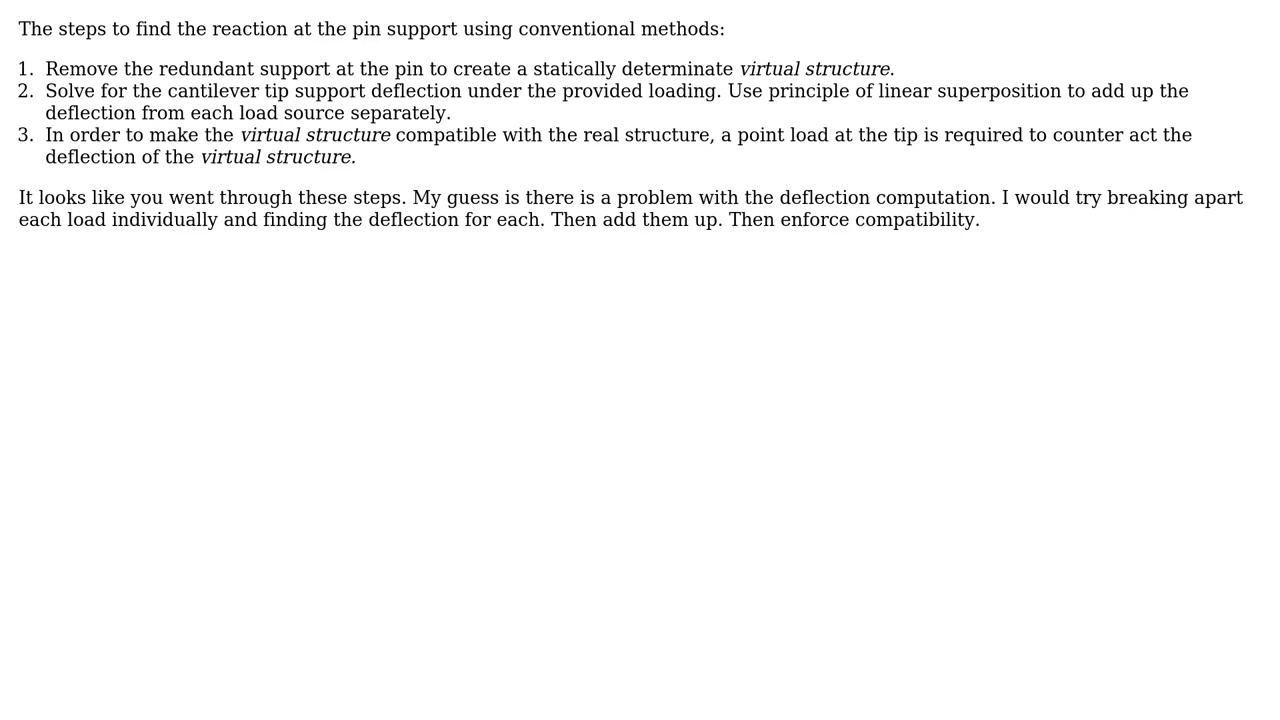 The steps to find the reaction at the pin support using conventional methods:
1. Remove the redundant support at the pin to create a statically determinate virtual structure.
2. Solve for the cantilever tip support deflection under the provided loading. Use principle of linear superposition to add up the
deflection from each load source separately.
3. In order to make the virtual structure compatible with the real structure, a point load at the tip is required to counter act the
deflection of the virtual structure.
It looks like you went through these steps. My guess is there is a problem with the deflection computation. I would try breaking apart
each load individually and finding the deflection for each. Then add them up. Then enforce compatibility.